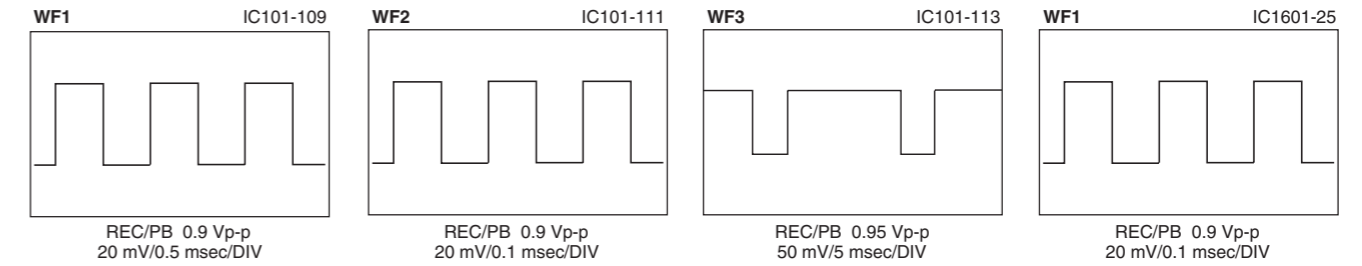 WF1 IC101-109
REC/PB 0.9 Vp-p
20 mV/0.5 msec/DIV
WF2 IC101-111
REC/PB 0.9 Vp-p
20 mV/0.1 msec/DIV
WF3 IC101-113
REC/PB 0.95 Vp-p
50 mV/5 msec/DIV
WF1 IC1601-25
REC/PB 0.9 Vp-p
20 mV/0.1 msec/DIV